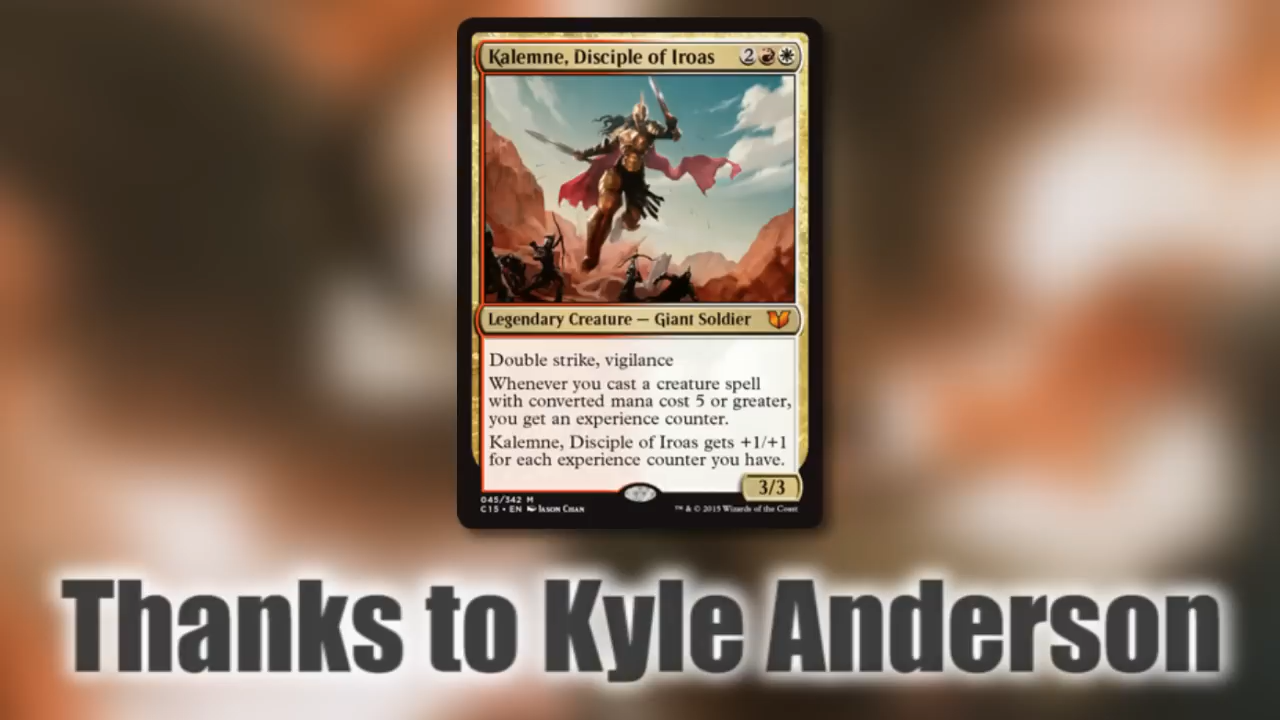 Kalemne, Disciple of Iroas 2
Legendary Creature — Giant Soldier
Double strike, vigilance
Whenever you cast a creature spell
with converted mana cost 5 or greater,
you get an experience counter.
Kalemne, Disciple of Iroas gets +1/+1
for each experience counter you have.
3/3
045/342 M
C15 • EN Jason Chan
™ & © 2015 Wizards of the Coast
Thanks to Kyle Anderson